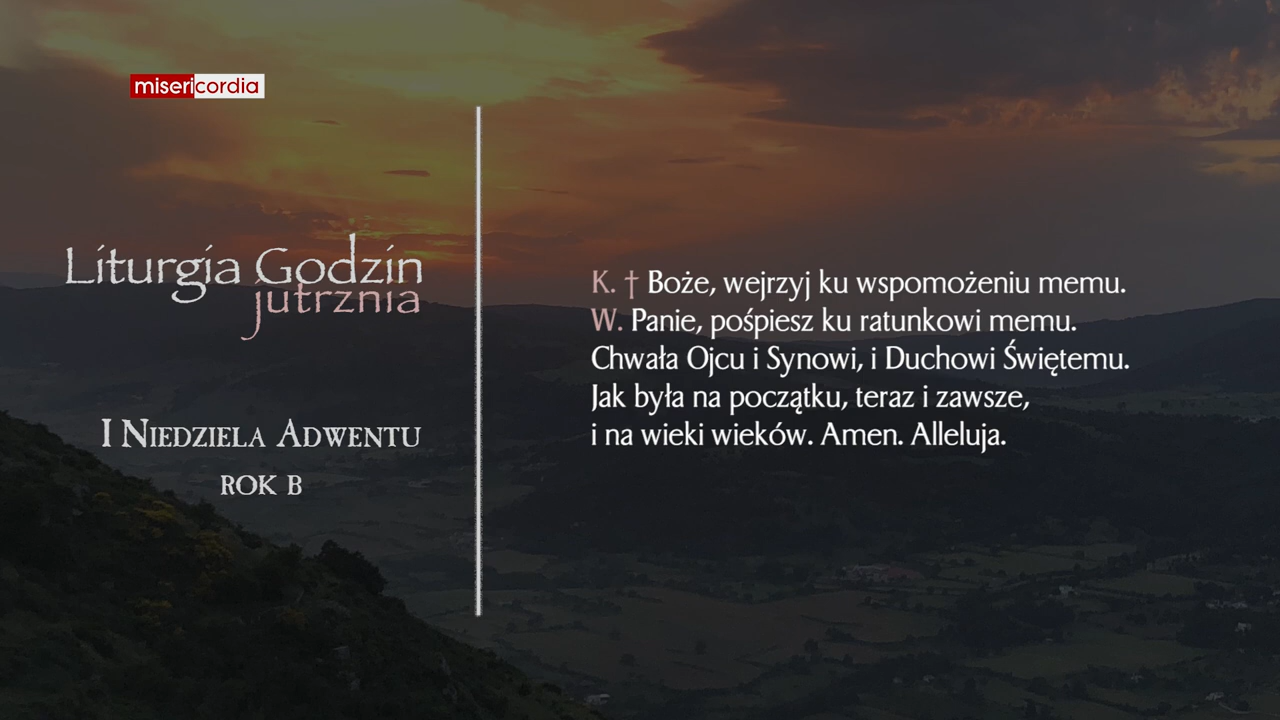 misericordia
Liturgia Godzin
jutrznia
I Niedziela Adwentu
rok B
K. † Boże, wejrzyj ku wspomożeniu memu.
W. Panie, pośpiesz ku ratunkowi memu.
Chwała Ojcu i Synowi, i Duchowi Świętemu.
Jak była na początku, teraz i zawsze,
i na wieki wieków. Amen. Alleluja.